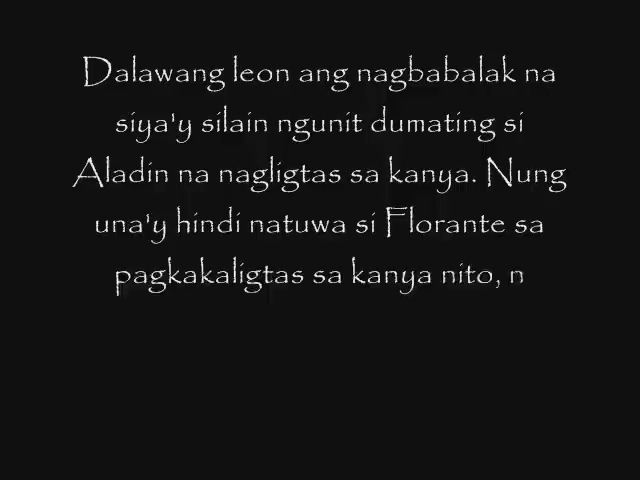 Dalawang leon ang nagbabalak na
siya'y silain ngunit dumating si
Aladin na nagligtas sa kanya. Nung
una'y hindi natuwa si Florante sa
pagkakaligtas sa kanya nito, n